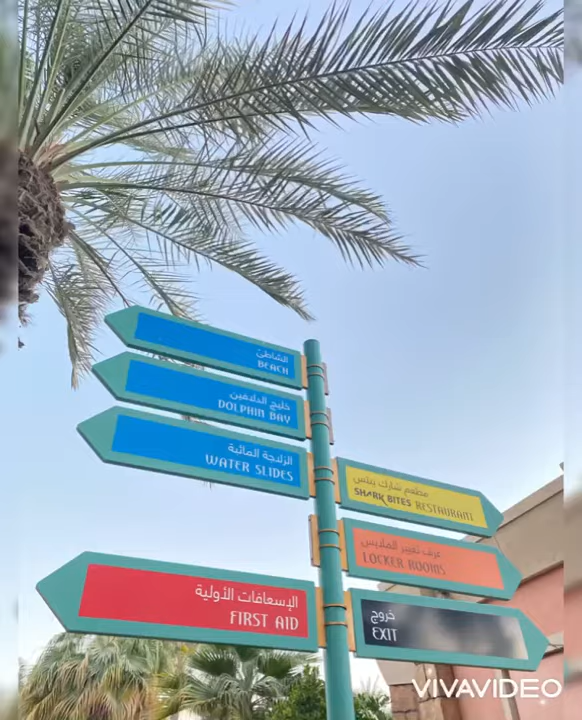 الشاطئ
BEACH
خليج الدلافين
DOLPHIN BAY
الزلاجة المائية
WATER SLIDES
مطعم شارك بيتس
SHARK BITES RESTAURANT
غرف تغيير الملابس
LOCKER ROOMS
الإسعافات الأولية
FIRST AID
خروج
EXIT
VIVAVIDEO